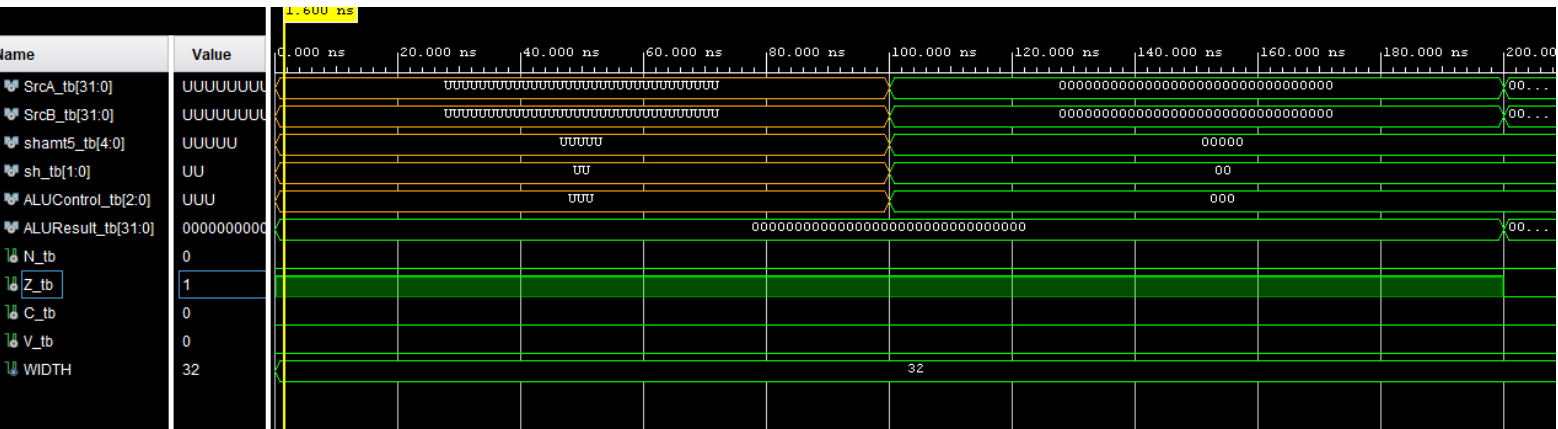 1.600 ns
Name Value 0.000 ns 20.000 ns 40.000 ns 60.000 ns 80.000 ns 100.000 ns 120.000 ns 140.000 ns 160.000 ns 180.000 ns 200.00
SrcA_tb[31:0] UUUUUUUU UUUUUUUUUUUUUUUUUUUUUUUUUUUUUUUU 00000000000000000000000000000000 00...
SrcB_tb[31:0] UUUUUUUU UUUUUUUUUUUUUUUUUUUUUUUUUUUUUUUU 00000000000000000000000000000000 00...
shamt5_tb[4:0] UUUUU UUUUU 00000
sh_tb[1:0] UU UU 00
ALUControl_tb[2:0] UUU UUU 000
ALUResult_tb[31:0] 0000000000 00000000000000000000000000000000 00...
N_tb 0
Z_tb 1
C_tb 0
V_tb 0
WIDTH 32 32